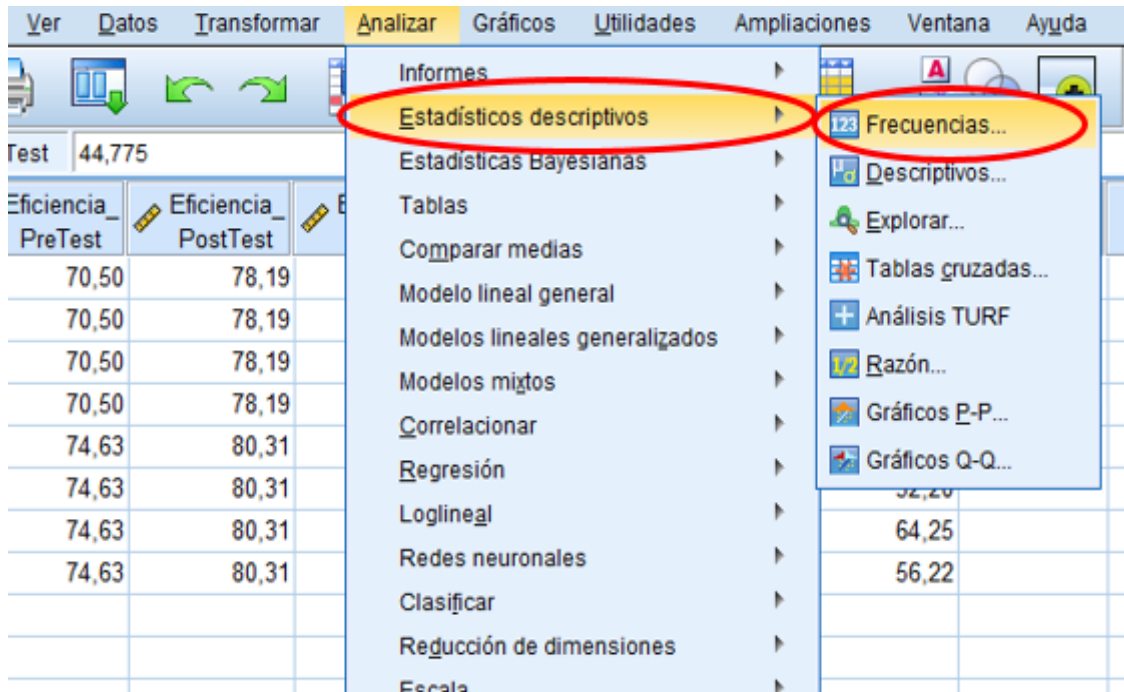 Ver Datos Transformar Analizar Gráficos Utilidades Ampliaciones Ventana Ayuda
Informes
A
Estadísticos descriptivos
123 Frecuencias...
Test 44,775
Estadísticas Bayesianas
Descriptivos...
Eficiencia_ PreTest
Eficiencia_ PostTest
Tablas
Explorar...
Comparar medias
Tablas cruzadas...
70,50 78,19
Modelo lineal general
Análisis TURF
70,50 78,19
Modelos lineales generalizados
1/2 Razón...
70,50 78,19
Modelos mixtos
Gráficos P-P...
70,50 78,19
Correlacionar
74,63 80,31
Gráficos Q-Q...
Regresión
74,63 80,31
Loglineal
74,63 80,31 64,25
Redes neuronales
74,63 80,31 56,22
Clasificar
Reducción de dimensiones
Escala